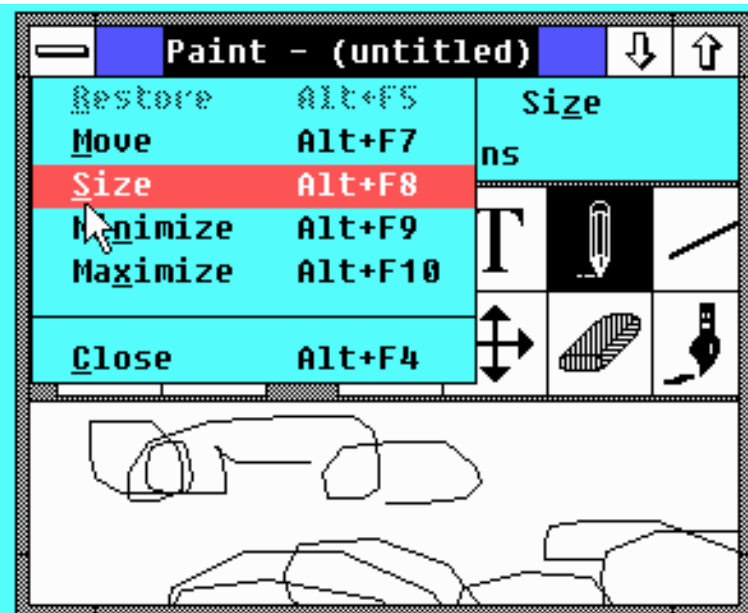 Paint - (untitled)
Restore Alt+F5 Size
Move Alt+F7 ns
Size Alt+F8
Minimize Alt+F9 T
Maximize Alt+F10
Close Alt+F4